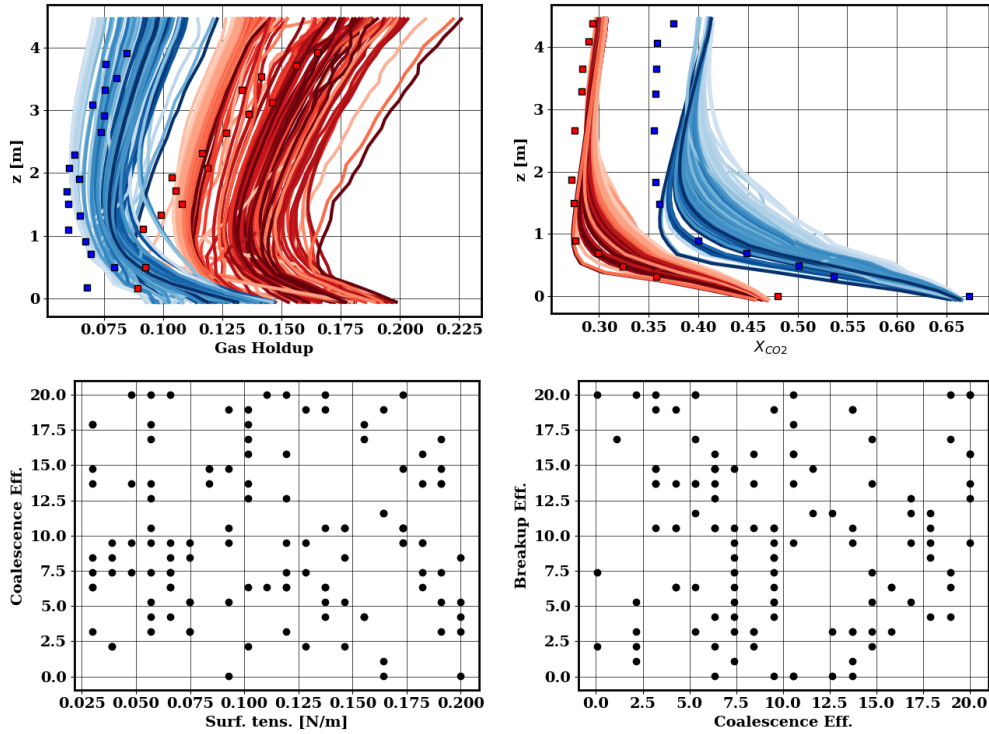 4
3
2
1
0
z [m]
0.075 0.100 0.125 0.150 0.175 0.200 0.225
Gas Holdup
4
3
2
1
0
z [m]
0.30 0.35 0.40 0.45 0.50 0.55 0.60 0.65
X_{CO2}
20.0
17.5
15.0
12.5
10.0
7.5
5.0
2.5
0.0
Coalescence Eff.
0.025 0.050 0.075 0.100 0.125 0.150 0.175 0.200
Surf. tens. [N/m]
20.0
17.5
15.0
12.5
10.0
7.5
5.0
2.5
0.0
Breakup Eff.
0.0 2.5 5.0 7.5 10.0 12.5 15.0 17.5 20.0
Coalescence Eff.